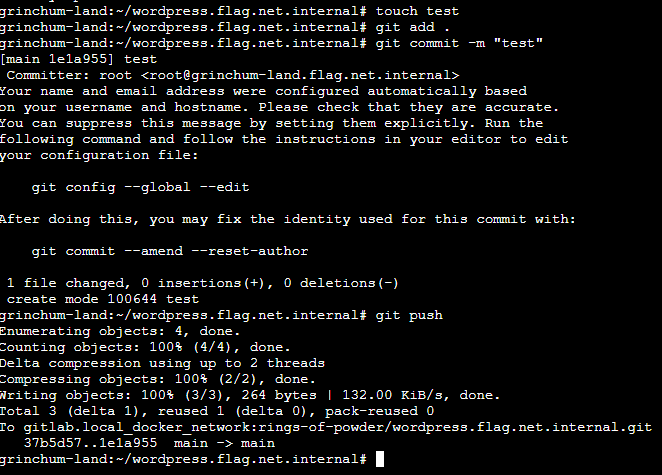 grinchum-land:~/wordpress.flag.net.internal# touch test
grinchum-land:~/wordpress.flag.net.internal# git add .
grinchum-land:~/wordpress.flag.net.internal# git commit -m "test"
[main 1e1a955] test
 Committer: root <root@grinchum-land.flag.net.internal>
Your name and email address were configured automatically based
on your username and hostname. Please check that they are accurate.
You can suppress this message by setting them explicitly. Run the
following command and follow the instructions in your editor to edit
your configuration file:

    git config --global --edit

After doing this, you may fix the identity used for this commit with:

    git commit --amend --reset-author

 1 file changed, 0 insertions(+), 0 deletions(-)
 create mode 100644 test
grinchum-land:~/wordpress.flag.net.internal# git push
Enumerating objects: 4, done.
Counting objects: 100% (4/4), done.
Delta compression using up to 2 threads
Compressing objects: 100% (2/2), done.
Writing objects: 100% (3/3), 264 bytes | 132.00 KiB/s, done.
Total 3 (delta 1), reused 1 (delta 0), pack-reused 0
To gitlab.local_docker_network:rings-of-powder/wordpress.flag.net.internal.git
   37b5d57..1e1a955  main -> main
grinchum-land:~/wordpress.flag.net.internal#